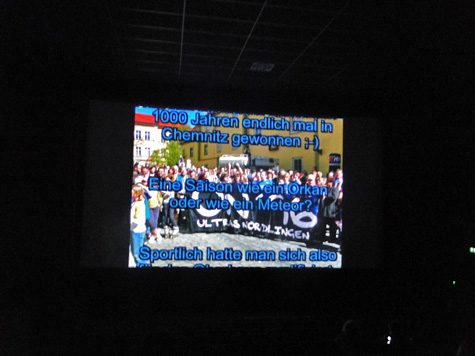 1000 Jahren endlich mal in
Chemnitz gewonnen ;-)
Eine Saison wie ein Orkan
oder wie ein Meteor?
16
ULTRAS NÖRDLINGEN
Sportlich hatte man sich also